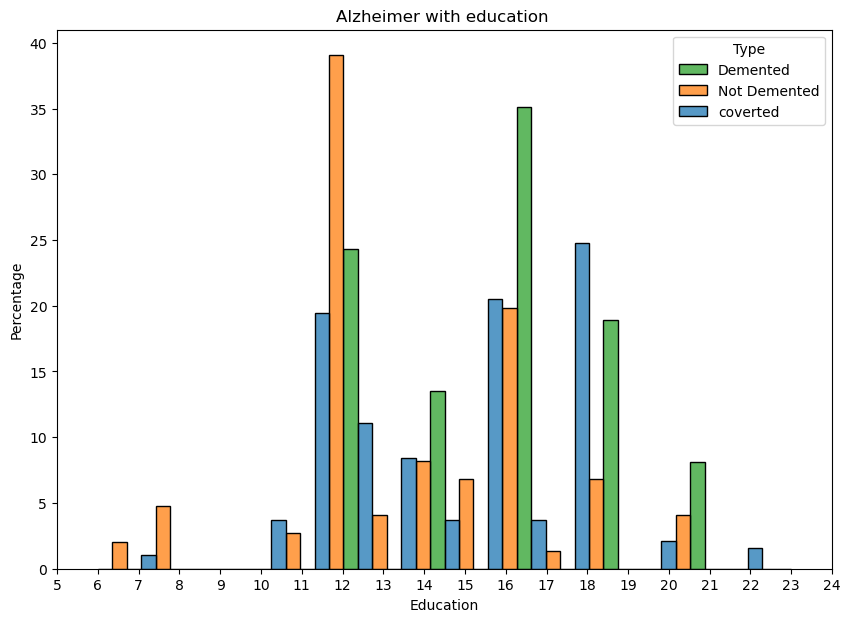 Alzheimer with education
Type
Demented
Not Demented
coverted
40
35
30
25
20
15
10
5
0
Percentage
5 6 7 8 9 10 11 12 13 14 15 16 17 18 19 20 21 22 23 24
Education